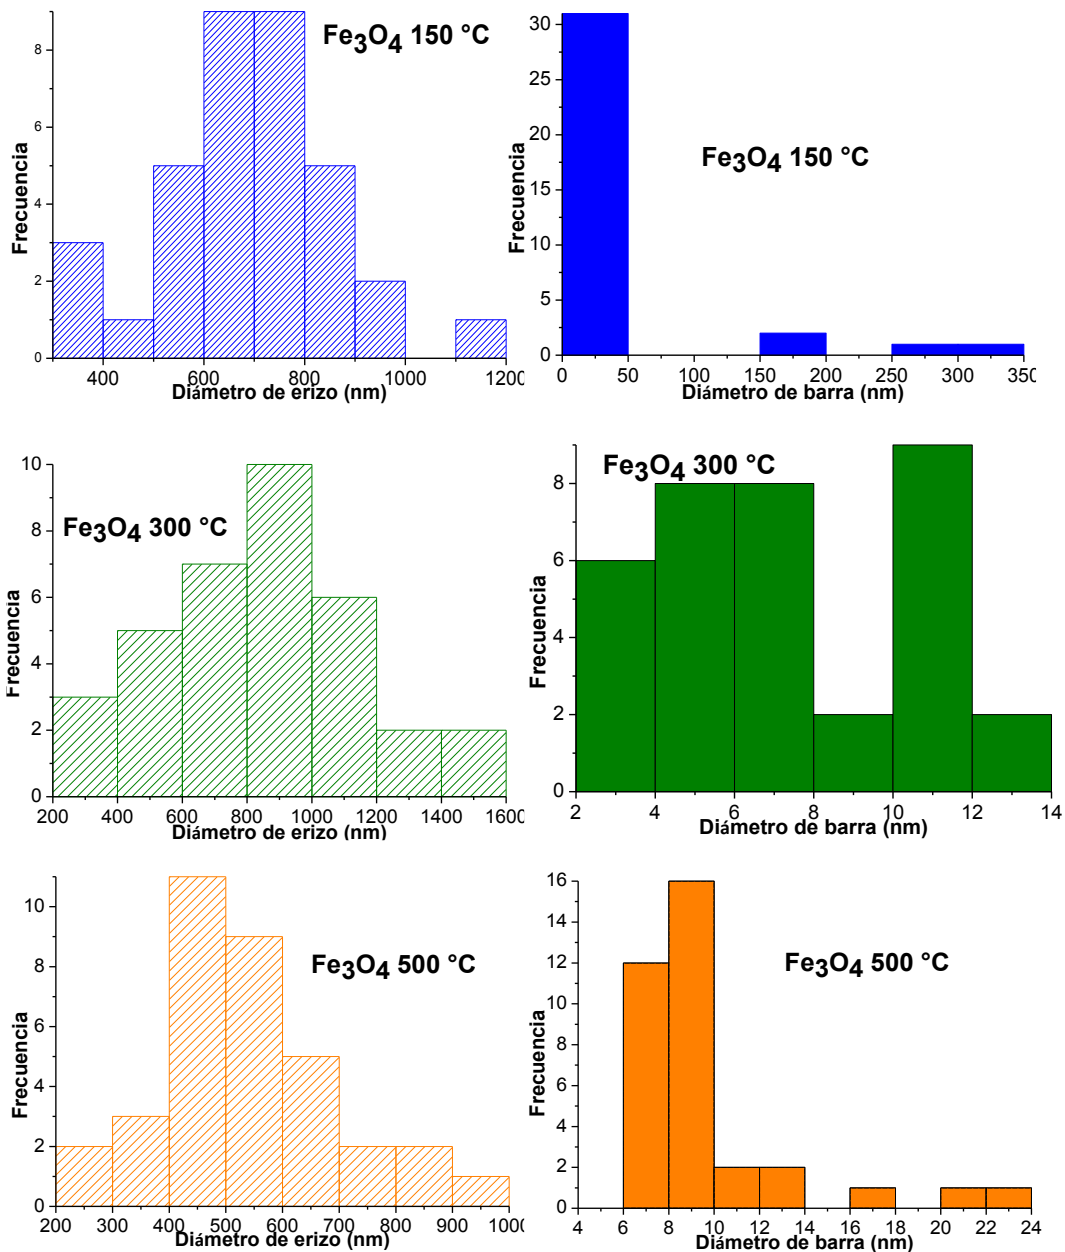 Fe3O4 150 °C
Frecuencia
8
6
4
2
0
400 600 800 1000 1200
Diámetro de erizo (nm)
Fe3O4 150 °C
Frecuencia
30
25
20
15
10
5
0
0 50 100 150 200 250 300 350
Diámetro de barra (nm)
Fe3O4 300 °C
Frecuencia
10
8
6
4
2
0
200 400 600 800 1000 1200 1400 1600
Diámetro de erizo (nm)
Fe3O4 300 °C
Frecuencia
8
6
4
2
0
2 4 6 8 10 12 14
Diámetro de barra (nm)
Fe3O4 500 °C
Frecuencia
10
8
6
4
2
0
200 300 400 500 600 700 800 900 1000
Diámetro de erizo (nm)
Fe3O4 500 °C
Frecuencia
16
14
12
10
8
6
4
2
0
4 6 8 10 12 14 16 18 20 22 24
Diámetro de barra (nm)